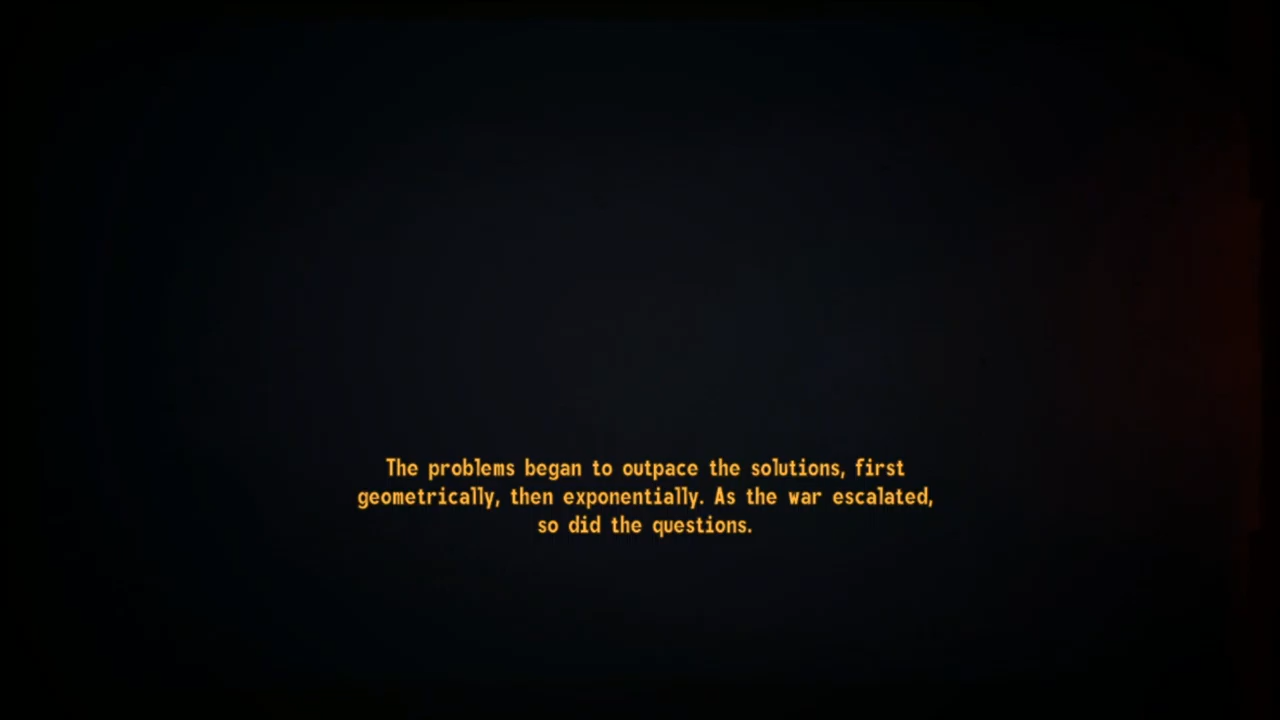 The problems began to outpace the solutions, first
geometrically, then exponentially. As the war escalated,
so did the questions.